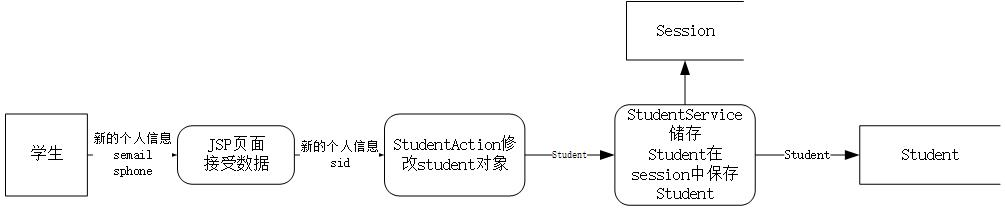 Session
学生
新的个人信息
semail
sphone
JSP页面
接受数据
新的个人信息
sid
StudentAction修
改student对象
Student
StudentService
储存
Student在
session中保存
Student
Student
Student